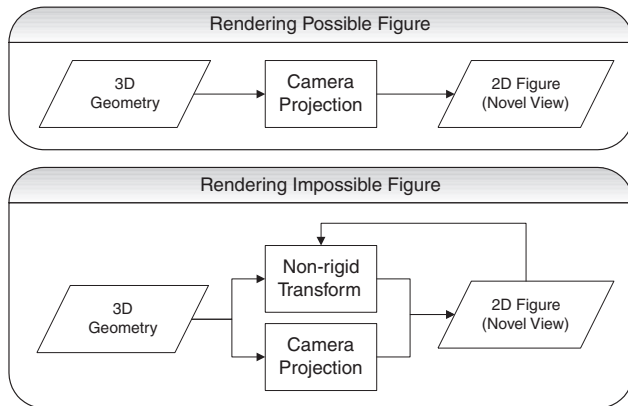 Rendering Possible Figure
3D
Geometry
Camera
Projection
2D Figure
(Novel View)
Rendering Impossible Figure
Non-rigid
Transform
3D
Geometry
Camera
Projection
2D Figure
(Novel View)